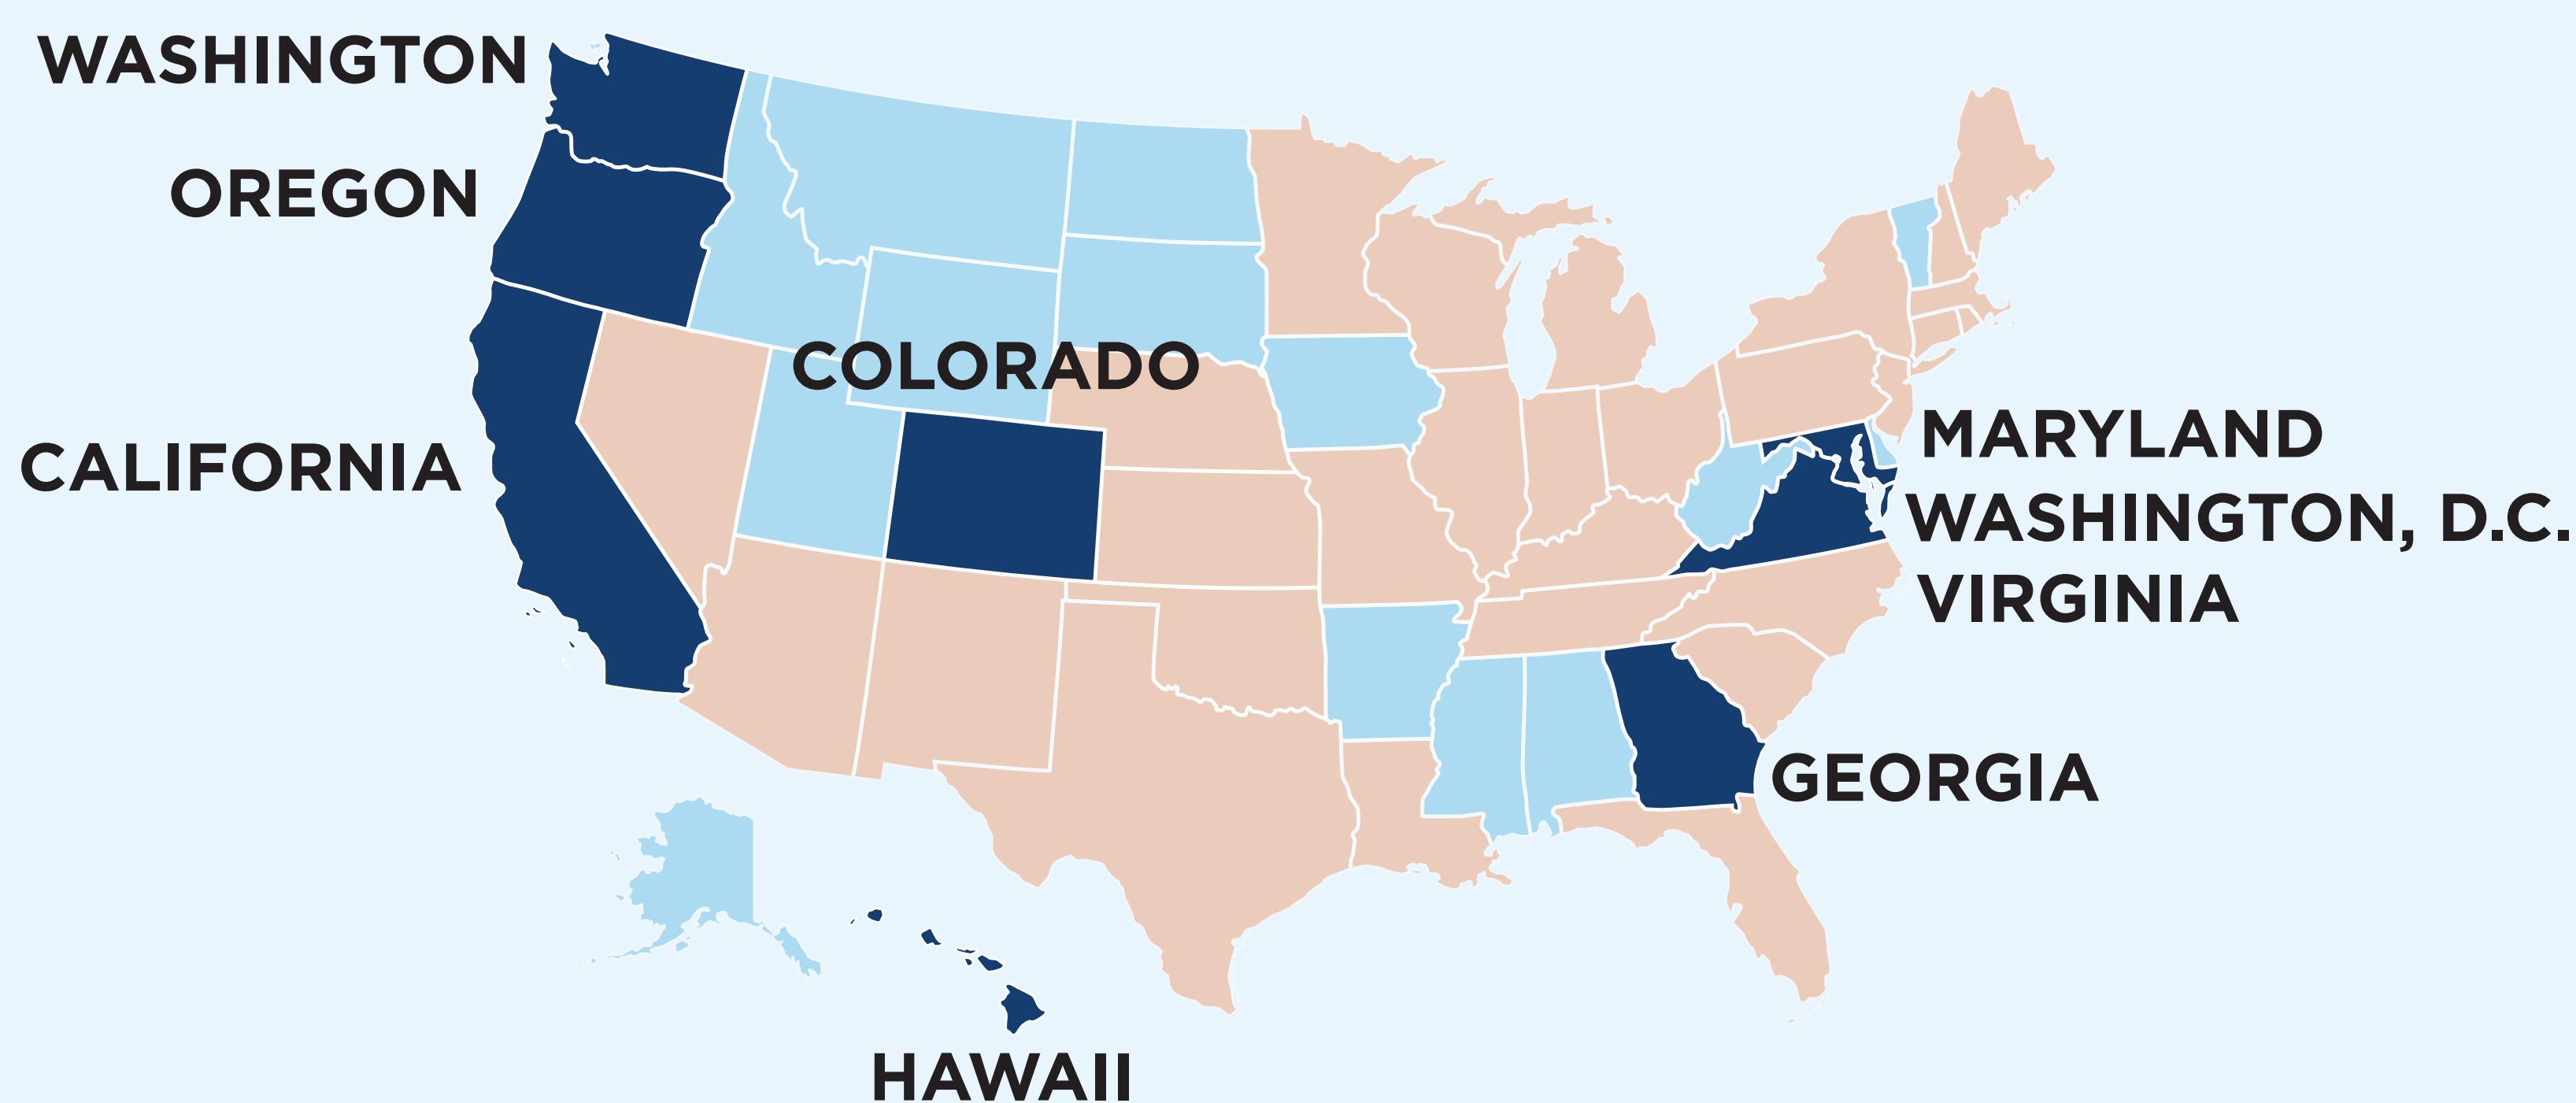 WASHINGTON
OREGON
COLORADO
CALIFORNIA
MARYLAND
WASHINGTON, D.C.
VIRGINIA
GEORGIA
HAWAII